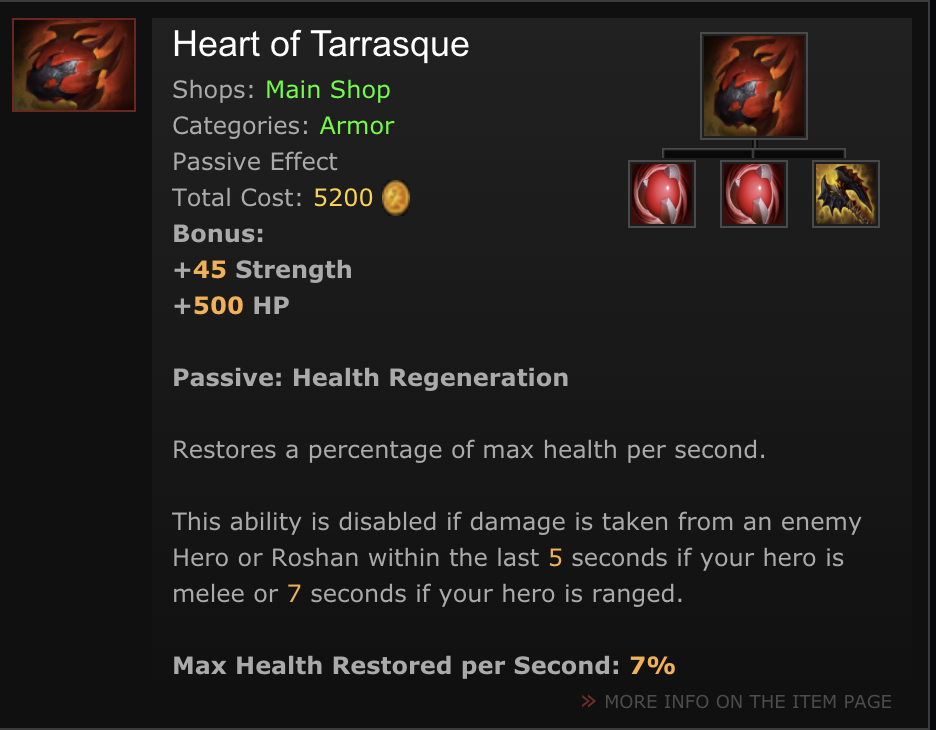 Heart of Tarrasque
Shops: Main Shop
Categories: Armor
Passive Effect
Total Cost: 5200
Bonus:
+45 Strength
+500 HP
Passive: Health Regeneration
Restores a percentage of max health per second.
This ability is disabled if damage is taken from an enemy
Hero or Roshan within the last 5 seconds if your hero is
melee or 7 seconds if your hero is ranged.
Max Health Restored per Second: 7%
» MORE INFO ON THE ITEM PAGE